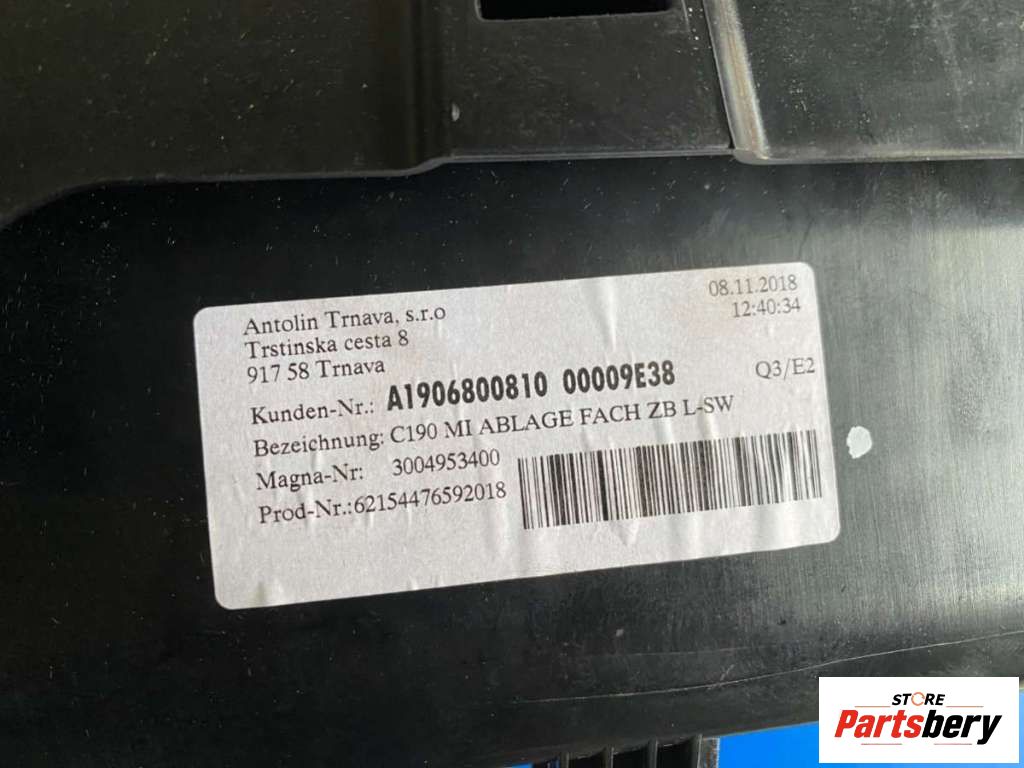 Antolin Trnava, s.r.o
08.11.2018
Trstinska cesta 8
12:40:34
917 58 Trnava
Kunden-Nr.: A1906800810 00009E38
Q3/E2
Bezeichnung: C190 MI ABLAGE FACH ZB L-SW
Magna-Nr: 3004953400
Prod-Nr.:62154476592018
STORE
Partsbery